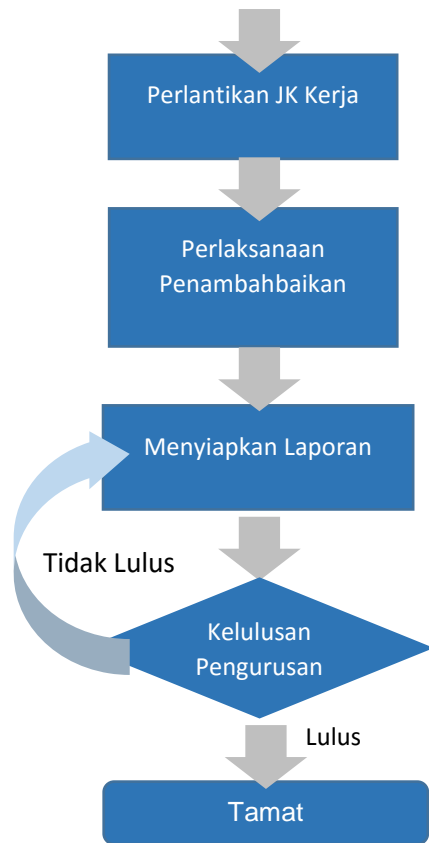 Perlantikan JK Kerja
Perlaksanaan
Penambahbaikan
Menyiapkan Laporan
Tidak Lulus
Kelulusan
Pengurusan
Lulus
Tamat